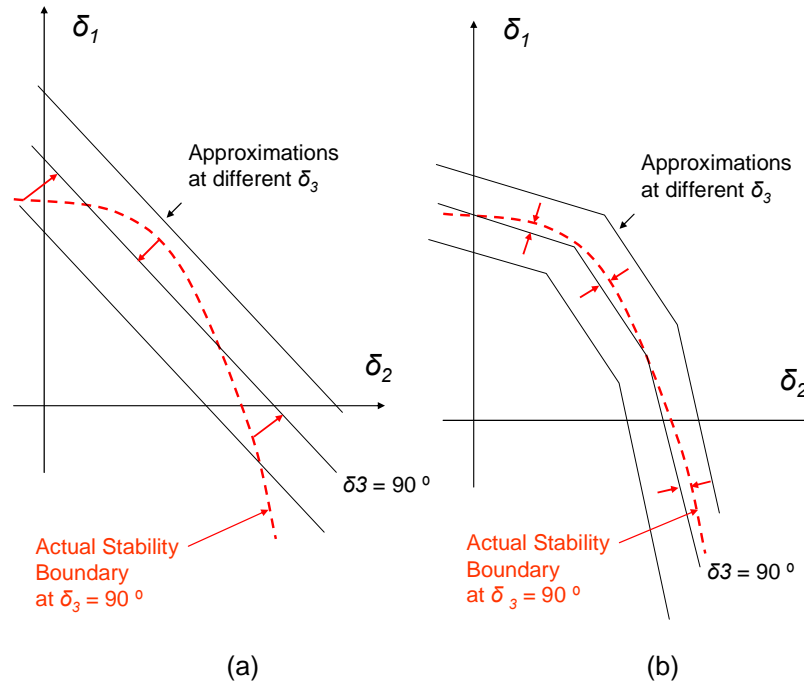 δ1
Approximations
at different δ3
δ2
δ3 = 90 º
Actual Stability
Boundary
at δ3 = 90 º
(a)
δ1
Approximations
at different δ3
δ2
δ3 = 90 º
Actual Stability
Boundary
at δ 3 = 90 º
(b)